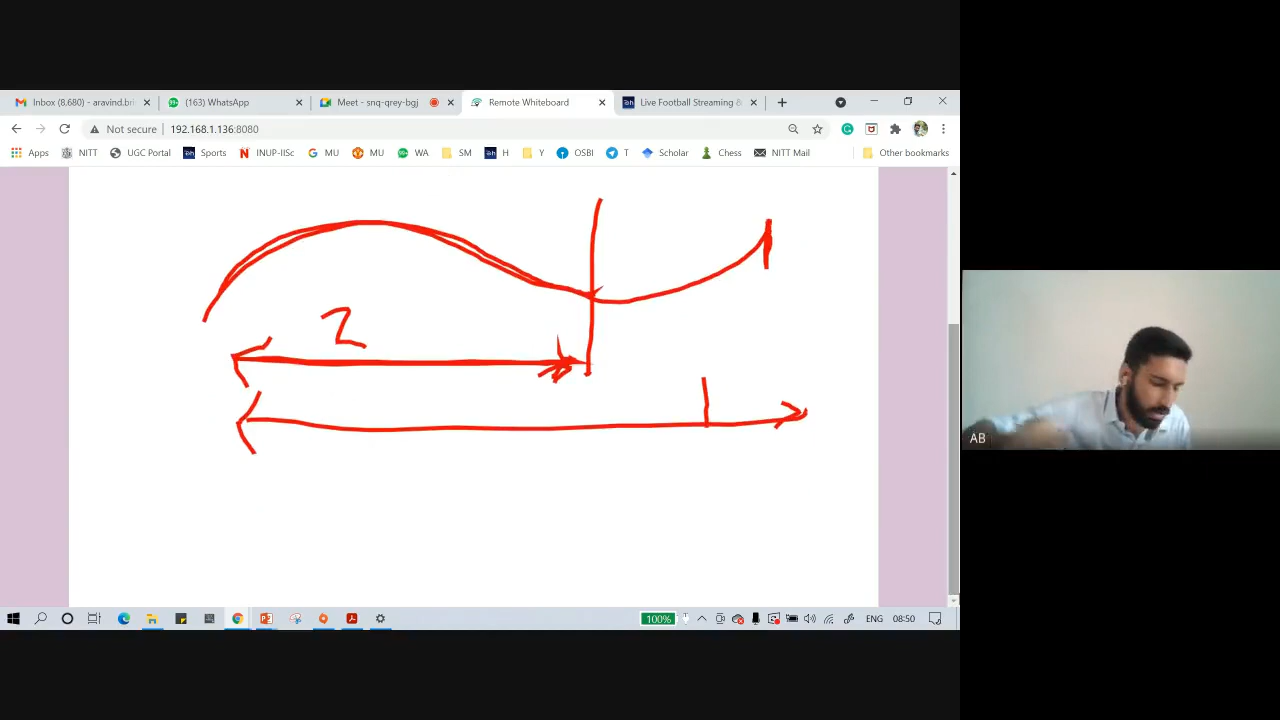 Inbox (8,680) - aravind.bri
(163) WhatsApp
Meet - snq-qrey-bgj
Remote Whiteboard
Live Football Streaming &
Not secure
192.168.1.136:8080
Apps
NITT
UGC Portal
Sports
INUP-IISc
MU
MU
WA
SM
H
Y
OSBI
T
Scholar
Chess
NITT Mail
Other bookmarks
2
AB
100%
ENG
08:50